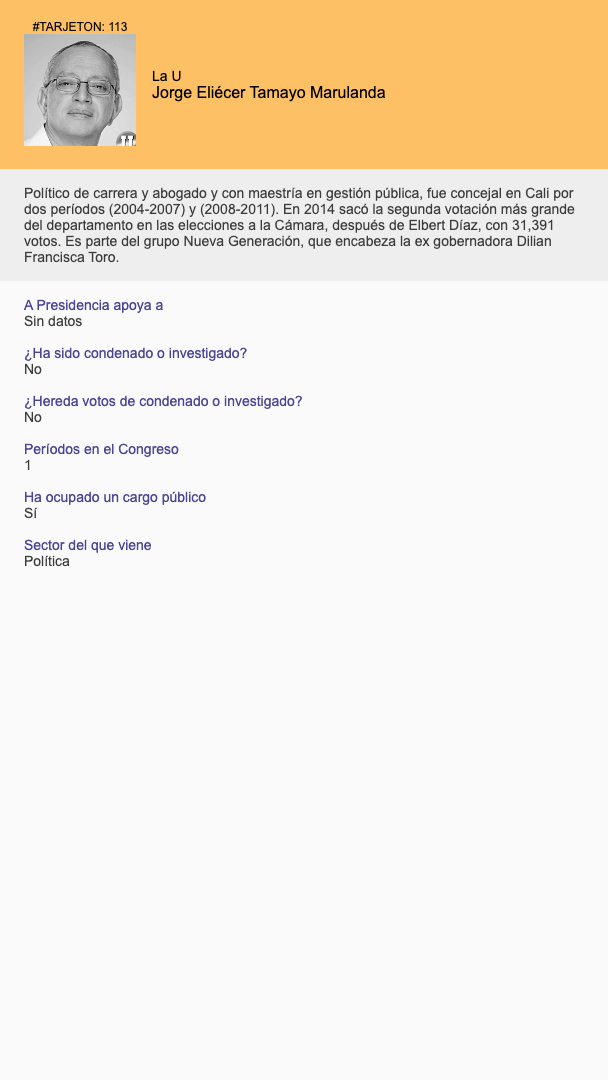 #TARJETON: 113
La U
Jorge Eliécer Tamayo Marulanda
Político de carrera y abogado y con maestría en gestión pública, fue concejal en Cali por
dos períodos (2004-2007) y (2008-2011). En 2014 sacó la segunda votación más grande
del departamento en las elecciones a la Cámara, después de Elbert Díaz, con 31,391
votos. Es parte del grupo Nueva Generación, que encabeza la ex gobernadora Dilian
Francisca Toro.
A Presidencia apoya a
Sin datos
¿Ha sido condenado o investigado?
No
¿Hereda votos de condenado o investigado?
No
Períodos en el Congreso
1
Ha ocupado un cargo público
Sí
Sector del que viene
Política